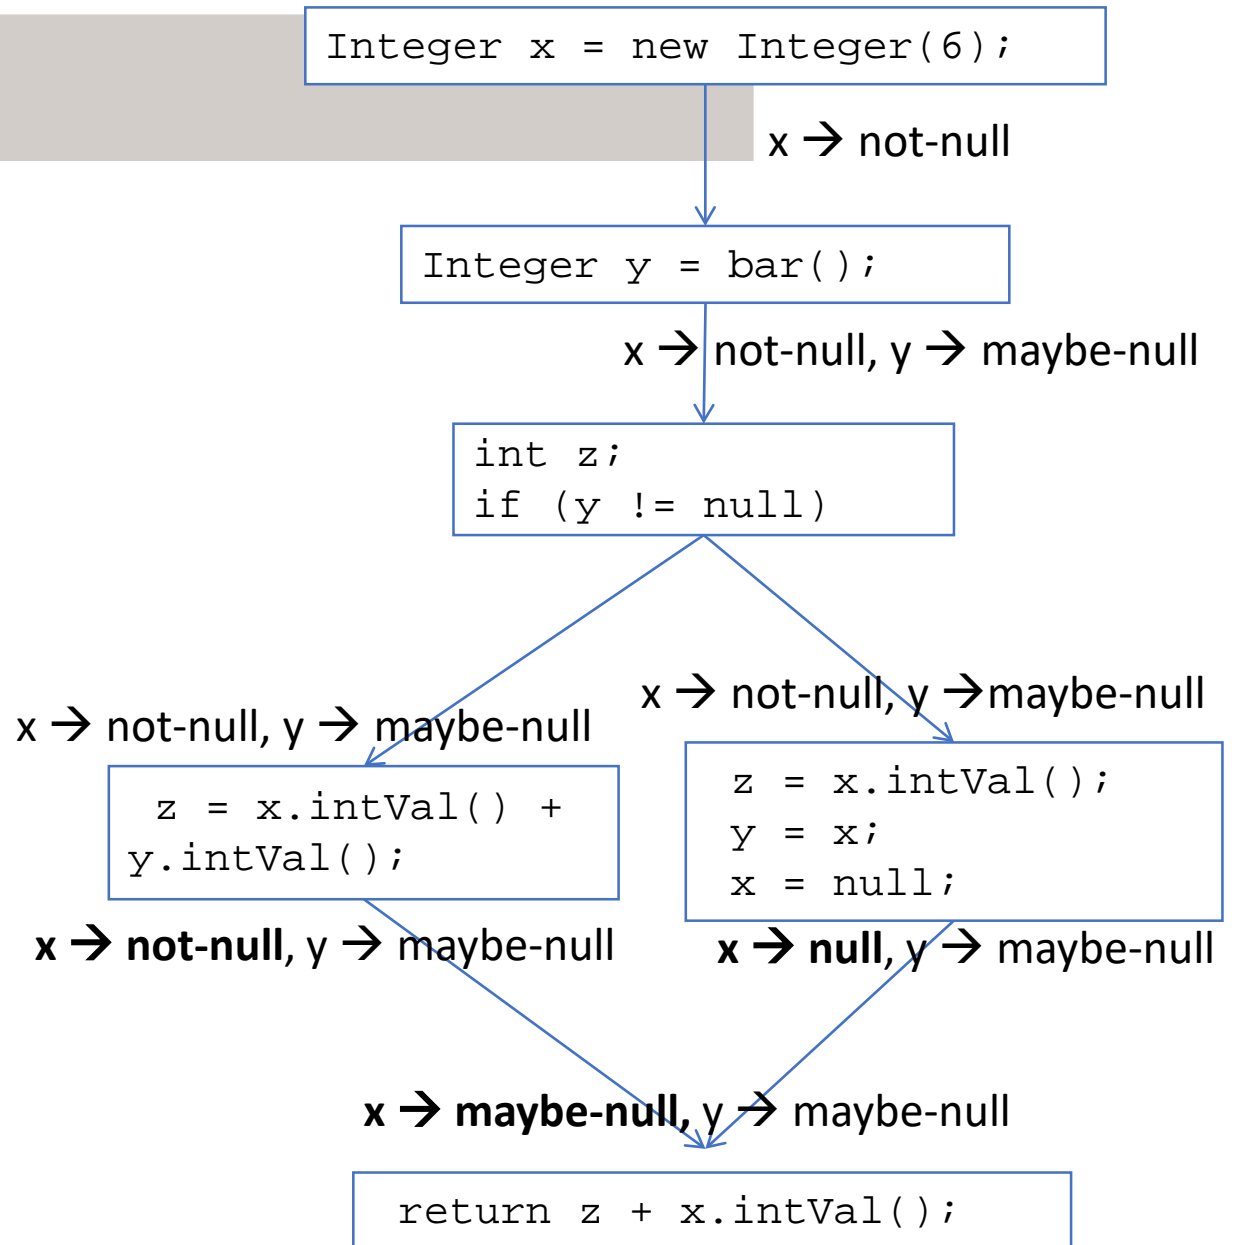 Integer x = new Integer(6);
x → not-null
Integer y = bar();
x → not-null, y → maybe-null
int z;
if (y != null)
x → not-null, y → maybe-null
x → not-null, y →maybe-null
z = x.intVal() +
y.intVal();
z = x.intVal();
y = x;
x = null;
x → not-null, y → maybe-null
x → null, y → maybe-null
x → maybe-null, y → maybe-null
return z + x.intVal();